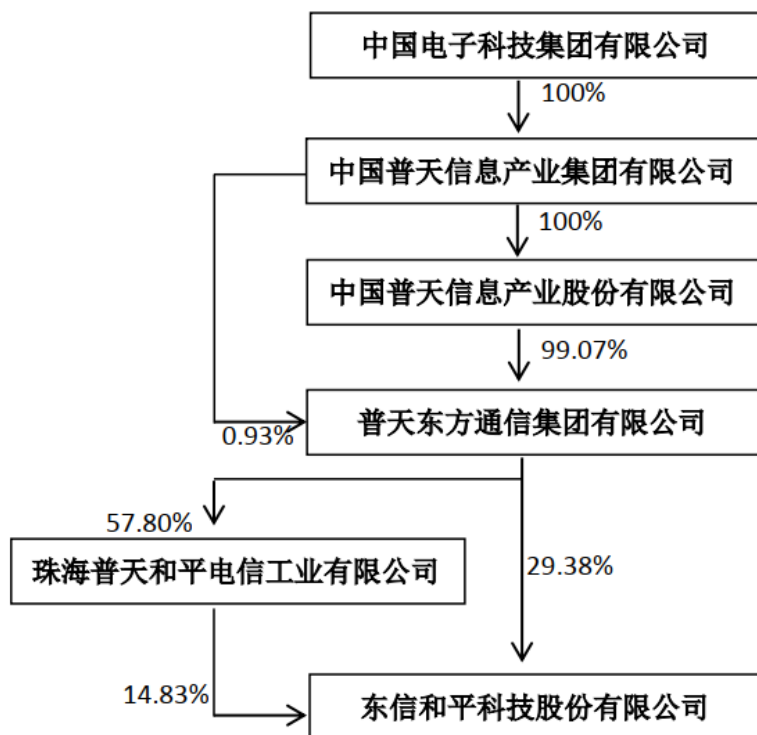 中国电子科技集团有限公司
100%
中国普天信息产业集团有限公司
100%
中国普天信息产业股份有限公司
99.07%
普天东方通信集团有限公司
0.93%
57.80%
珠海普天和平电信工业有限公司
29.38%
14.83%
东信和平科技股份有限公司